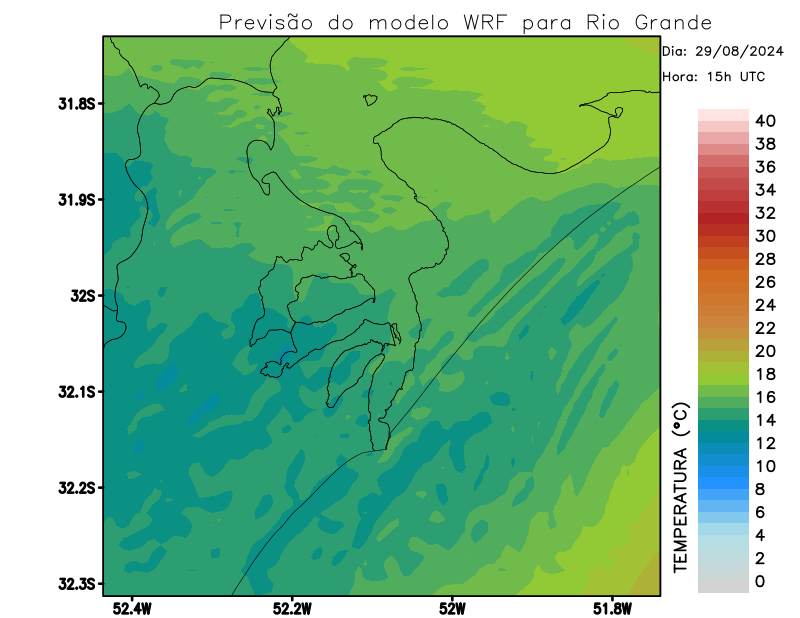 Previsão do modelo WRF para Rio Grande
Dia: 29/08/2024
Hora: 15h UTC
31.8S
31.9S
32S
32.1S
32.2S
32.3S
52.4W
52.2W
52W
51.8W
TEMPERATURA (°C)
40
38
36
34
32
30
28
26
24
22
20
18
16
14
12
10
8
6
4
2
0